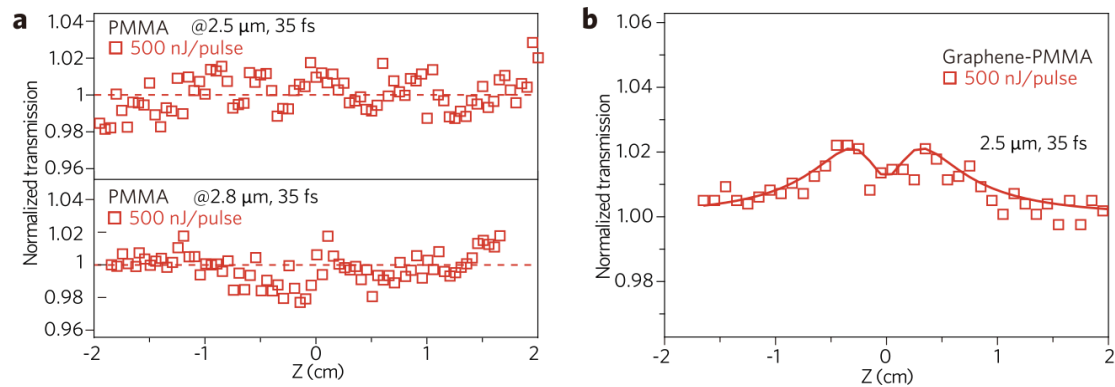 a
1.04
1.02
1
0.98
0.96
PMMA @2.5 μm, 35 fs
500 nJ/pulse
1.04
1.02
1
0.98
0.96
PMMA @2.8 μm, 35 fs
500 nJ/pulse
Normalized transmission
Normalized transmission
-2 -1 0 1 2
Z (cm)
b
1.06
1.04
1.02
1.00
0.98
Graphene-PMMA
500 nJ/pulse
2.5 μm, 35 fs
Normalized transmission
-2 -1 0 1 2
Z (cm)